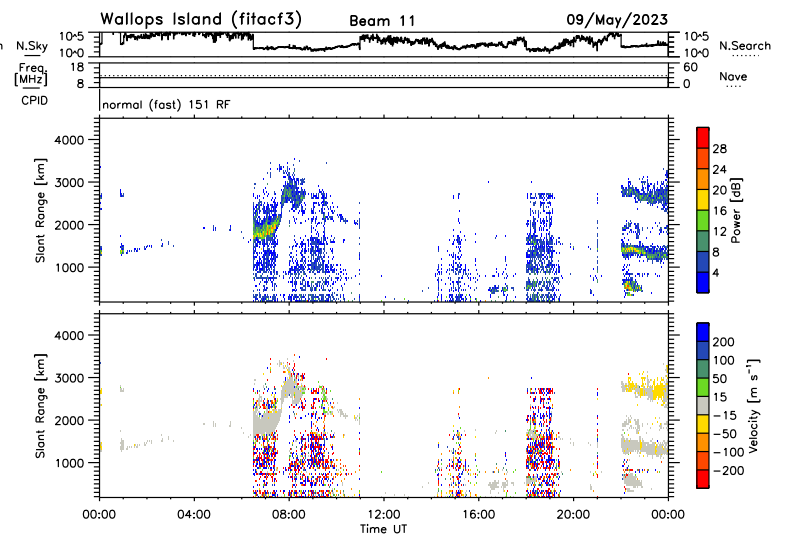 Wallops Island (fitacf3) Beam 11 09/May/2023
n N.Sky 10^5 10^0 10^5 10^0 N.Search
Freq. [MHz] 18 8 60 0 Nave
CPID normal (fast) 151 RF
Slant Range [km]
4000
3000
2000
1000
28
24
20
16
12
8
4
Power [dB]
Slant Range [km]
4000
3000
2000
1000
200
100
50
15
-15
-50
-100
-200
Velocity [m s⁻¹]
00:00 04:00 08:00 12:00 16:00 20:00 00:00
Time UT